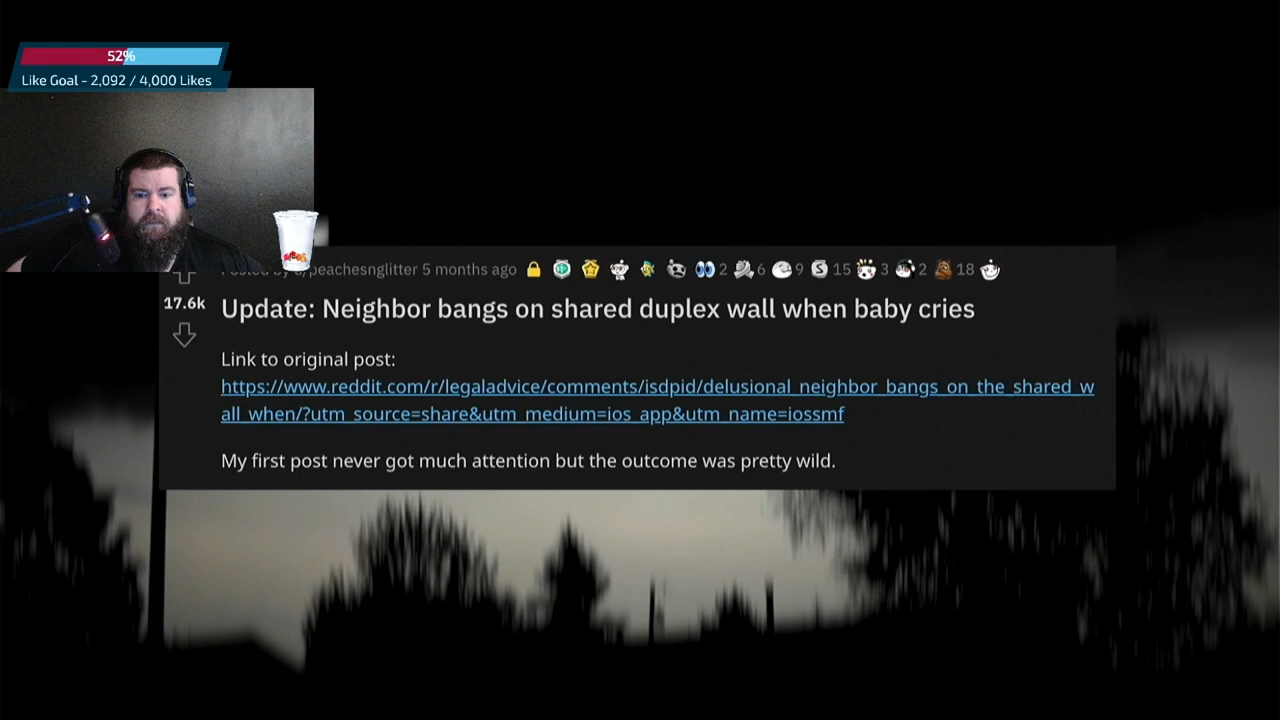 52%
Like Goal - 2,092 / 4,000 Likes
peachesnglitter 5 months ago 2 6 9 15 3 2 18
17.6k
Update: Neighbor bangs on shared duplex wall when baby cries
Link to original post:
https://www.reddit.com/r/legaladvice/comments/isdpid/delusional_neighbor_bangs_on_the_shared_w
all_when/?utm_source=share&utm_medium=ios_app&utm_name=iossmf
My first post never got much attention but the outcome was pretty wild.